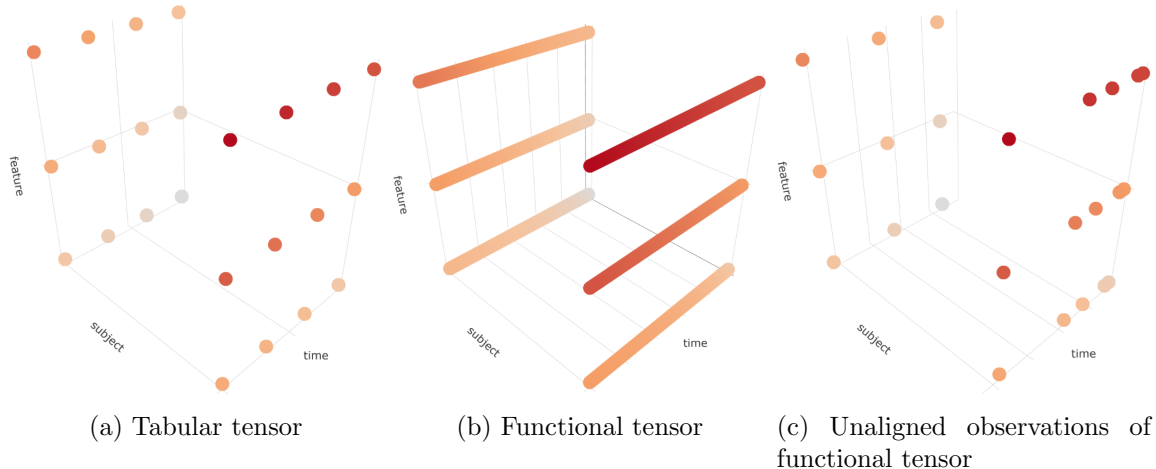 feature
subject
time
feature
subject
time
feature
subject
time
(a) Tabular tensor
(b) Functional tensor
(c) Unaligned observations of
functional tensor